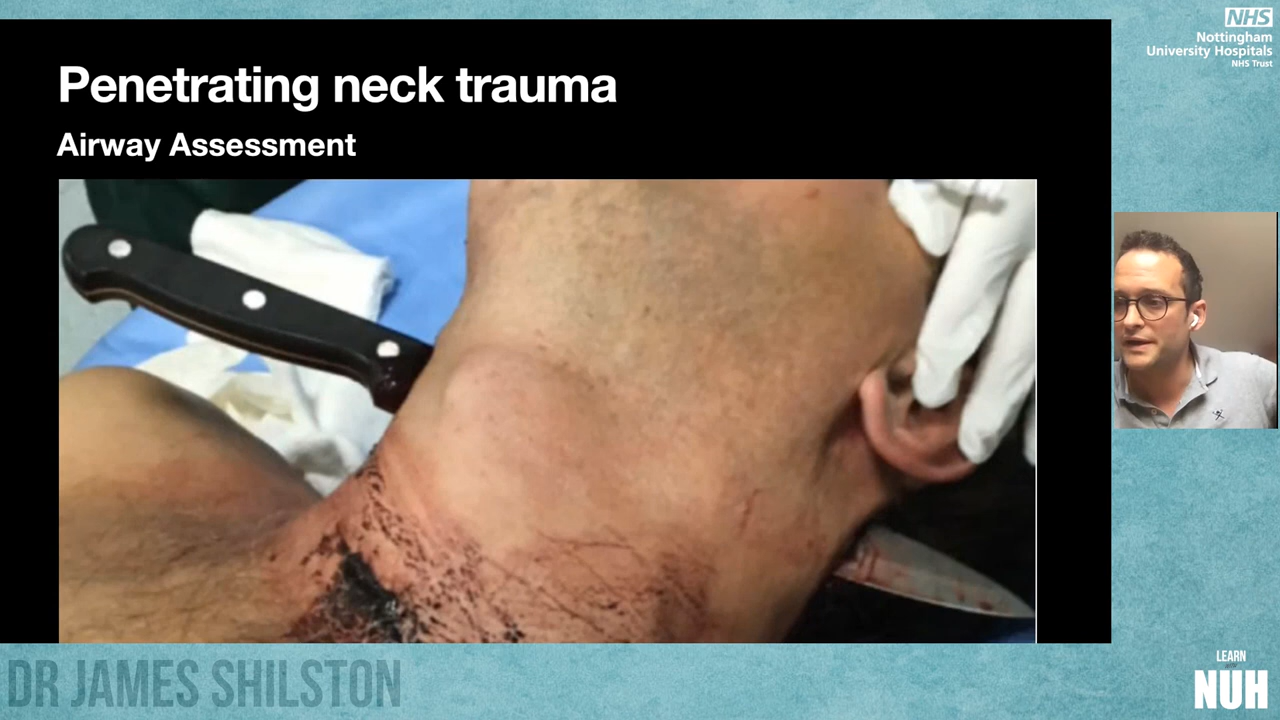 NHS
Nottingham
University Hospitals
NHS Trust
Penetrating neck trauma
Airway Assessment
DR JAMES SHILSTON
LEARN
NUH